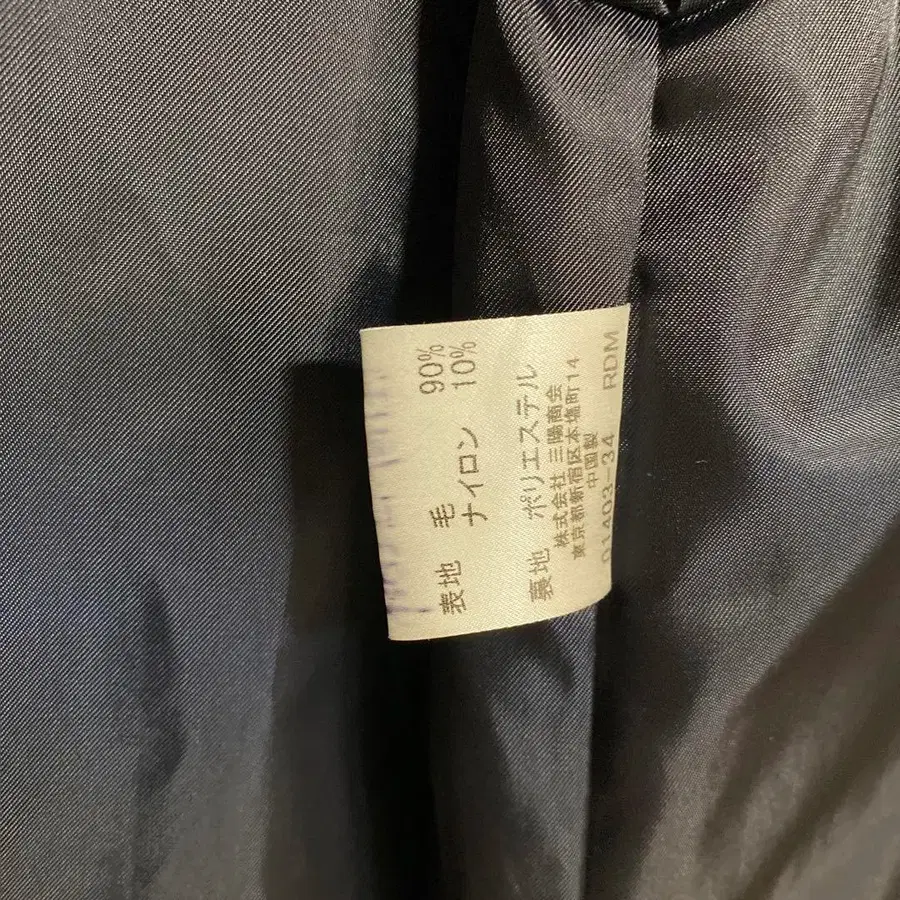 表地 毛 90%
ナイロン 10%
裏地 ポリエステル
株式会社 三陽商会
東京都新宿区本塩町14
中国製
01403-34 RDM